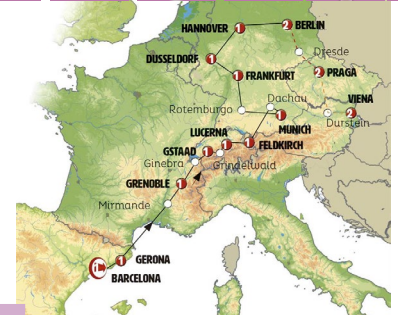 HANNOVER 1
2 BERLIN
Dresde
DUSSELDORF 1
1 FRANKFURT
2 PRAGA
Dachau
Rotemburgo
VIENA
2
1
MUNICH
Durstein
LUCERNA
1
GSTAAD 1
1 FELDKIRCH
Ginebra
Grindelwald
GRENOBLE 1
Mirmande
1 GERONA
BARCELONA